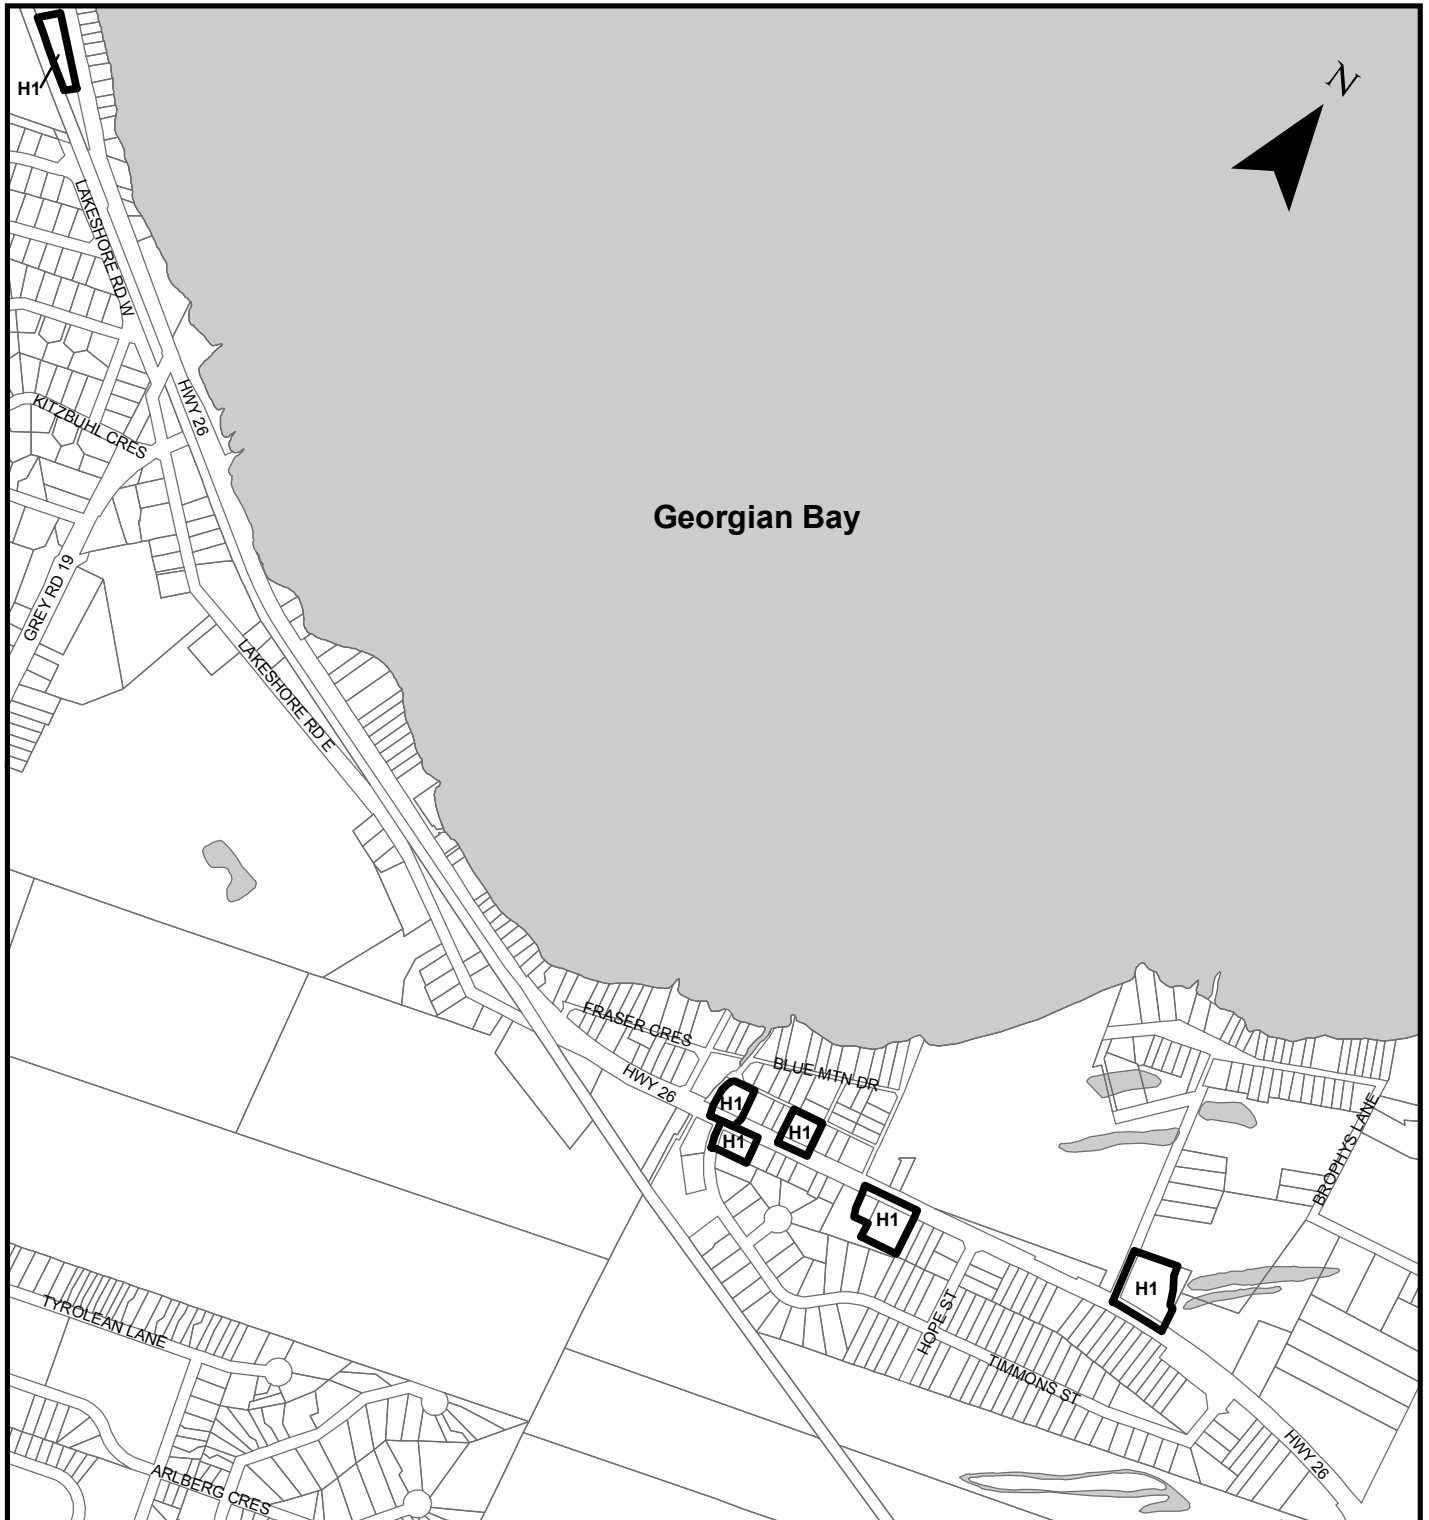 N
H1
LAKESHORE RD W
HWY 26
KITZBUHL CRES
Georgian Bay
GREY RD 19
LAKESHORE RD E
FRASER CRES
HWY 26
BLUE MTN DR
H1
H1
H1
BROPHYS LANE
H1
H1
HOPE ST
TYROLEAN LANE
TIMMONS ST
HWY 26
ARLBERG CRES